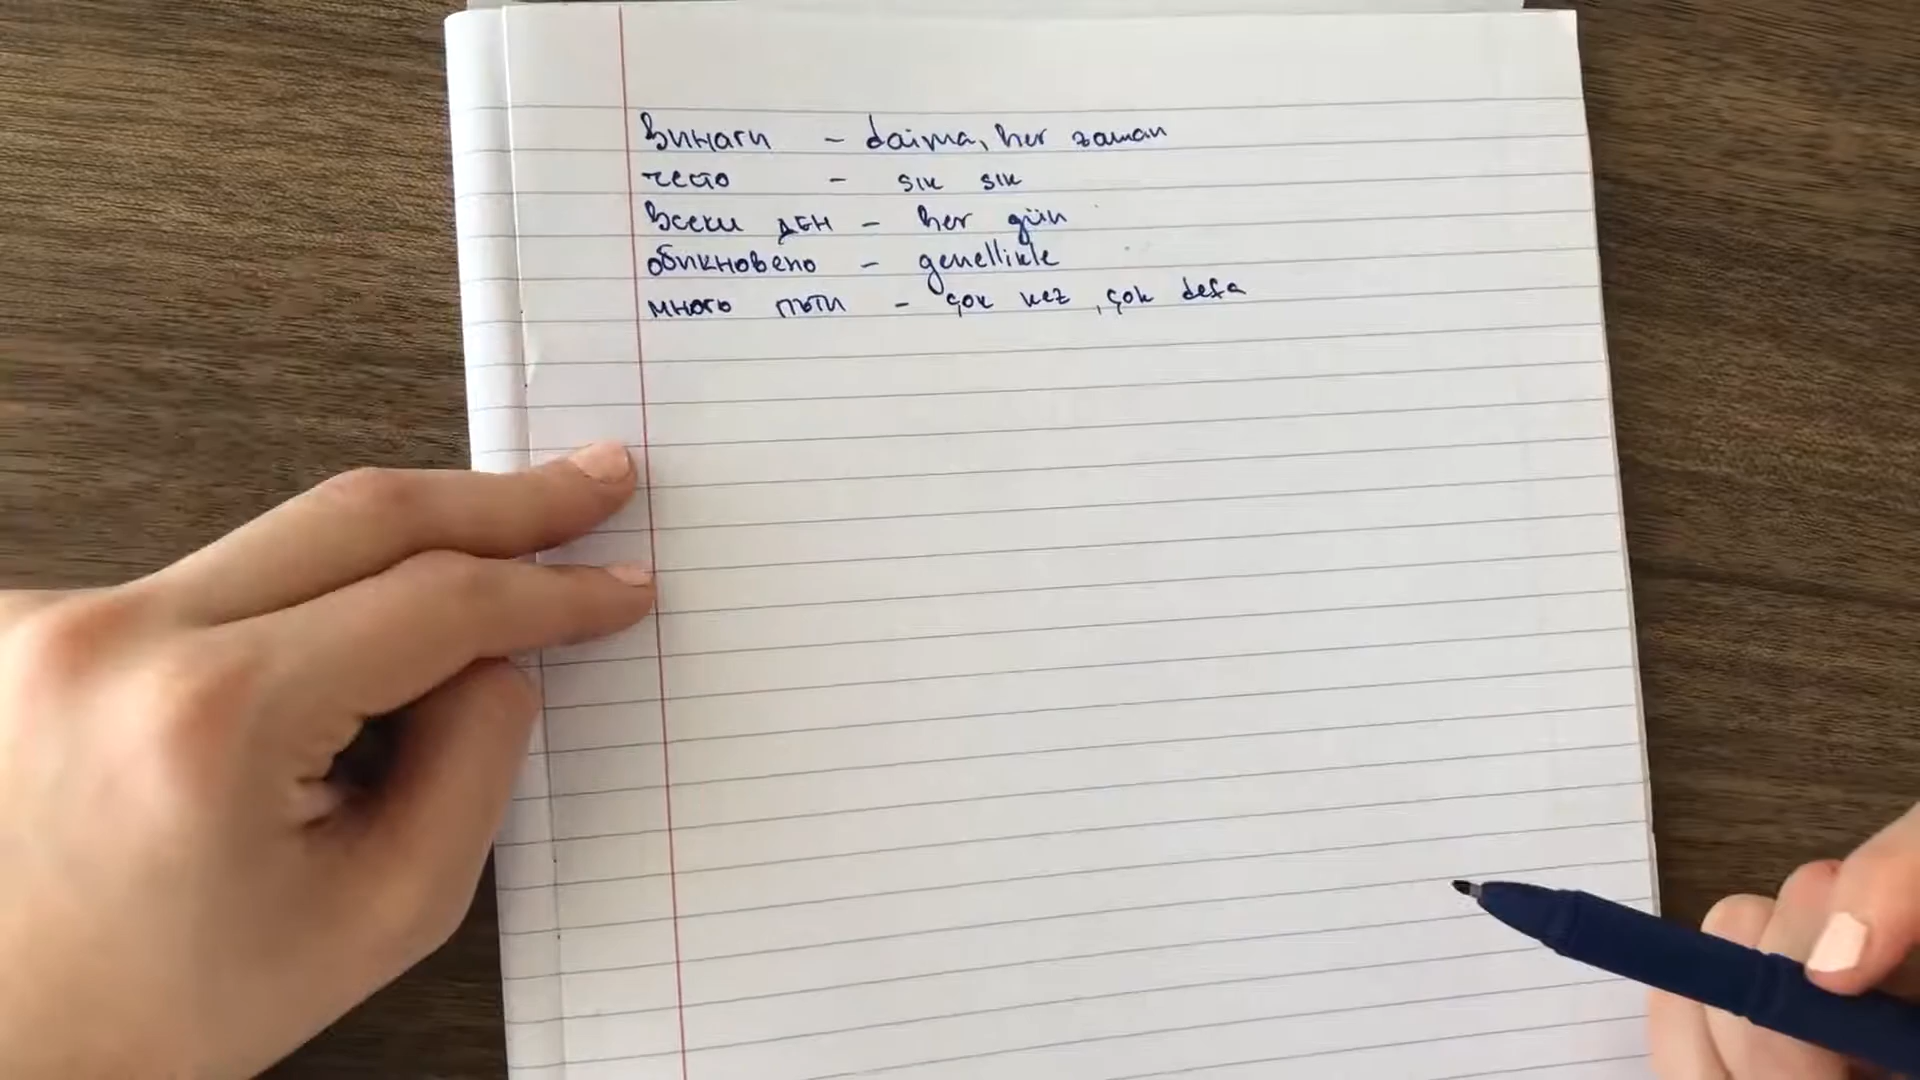 винаги - daima, her zaman
често - sık sık
всеки ден - her gün
обикновено - genellikle
много пъти - çok kez, çok defa